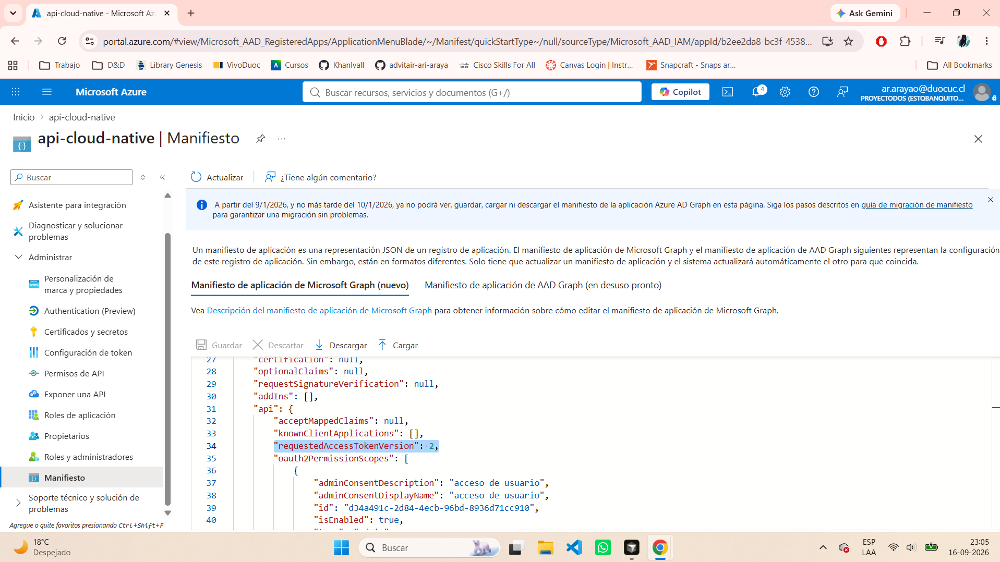 api-cloud-native - Microsoft Az
Ask Gemini
portal.azure.com/#view/Microsoft_AAD_RegisteredApps/ApplicationMenuBlade/~/Manifest/quickStartType~/null/sourceType/Microsoft_AAD_IAM/appId/b2ee2da8-bc3f-4538...
Trabajo
D&D
Library Genesis
VivoDuoc
Cursos
Khanlvall
advitair-ari-araya
Cisco Skills For All
Canvas Login | Instr...
Snapcraft - Snaps ar...
All Bookmarks
Microsoft Azure
Buscar recursos, servicios y documentos (G+/)
Copilot
4
ar.arayao@duocuc.cl
PROYECTODOS (ESTQBANQUITO...
Inicio > api-cloud-native
api-cloud-native | Manifiesto
Buscar
Actualizar
¿Tiene algún comentario?
A partir del 9/1/2026, y no más tarde del 10/1/2026, ya no podrá ver, guardar, cargar ni descargar el manifiesto de la aplicación Azure AD Graph en esta página. Siga los pasos descritos en guía de migración de manifiesto
para garantizar una migración sin problemas.
Asistente para integración
Diagnosticar y solucionar
problemas
Administrar
Personalización de
marca y propiedades
Authentication (Preview)
Certificados y secretos
Configuración de token
Permisos de API
Exponer una API
Roles de aplicación
Propietarios
Roles y administradores
Manifiesto
Soporte técnico y solución de
problemas
Agregue o quite favoritos presionando Ctrl+Shift+F
Un manifiesto de aplicación es una representación JSON de un registro de aplicación. El manifiesto de aplicación de Microsoft Graph y el manifiesto de aplicación de AAD Graph siguientes representan la configuración
de este registro de aplicación. Sin embargo, están en formatos diferentes. Solo tiene que actualizar un manifiesto de aplicación y el sistema actualizará automáticamente el otro para que coincida.
Manifiesto de aplicación de Microsoft Graph (nuevo)
Manifiesto de aplicación de AAD Graph (en desuso pronto)
Vea Descripción del manifiesto de aplicación de Microsoft Graph para obtener información sobre cómo editar el manifiesto de aplicación de Microsoft Graph.
Guardar
Descartar
Descargar
Cargar
27 "certification": null,
28 "optionalClaims": null,
29 "requestSignatureVerification": null,
30 "addIns": [],
31 "api": {
32 "acceptMappedClaims": null,
33 "knownClientApplications": [],
34 "requestedAccessTokenVersion": 2,
35 "oauth2PermissionScopes": [
36 {
37 "adminConsentDescription": "acceso de usuario",
38 "adminConsentDisplayName": "acceso de usuario",
39 "id": "d34a491c-2d84-4ecb-96bd-8936d71cc910",
40 "isEnabled": true,
18°C
Despejado
Buscar
ESP
LAA
23:05
16-09-2026